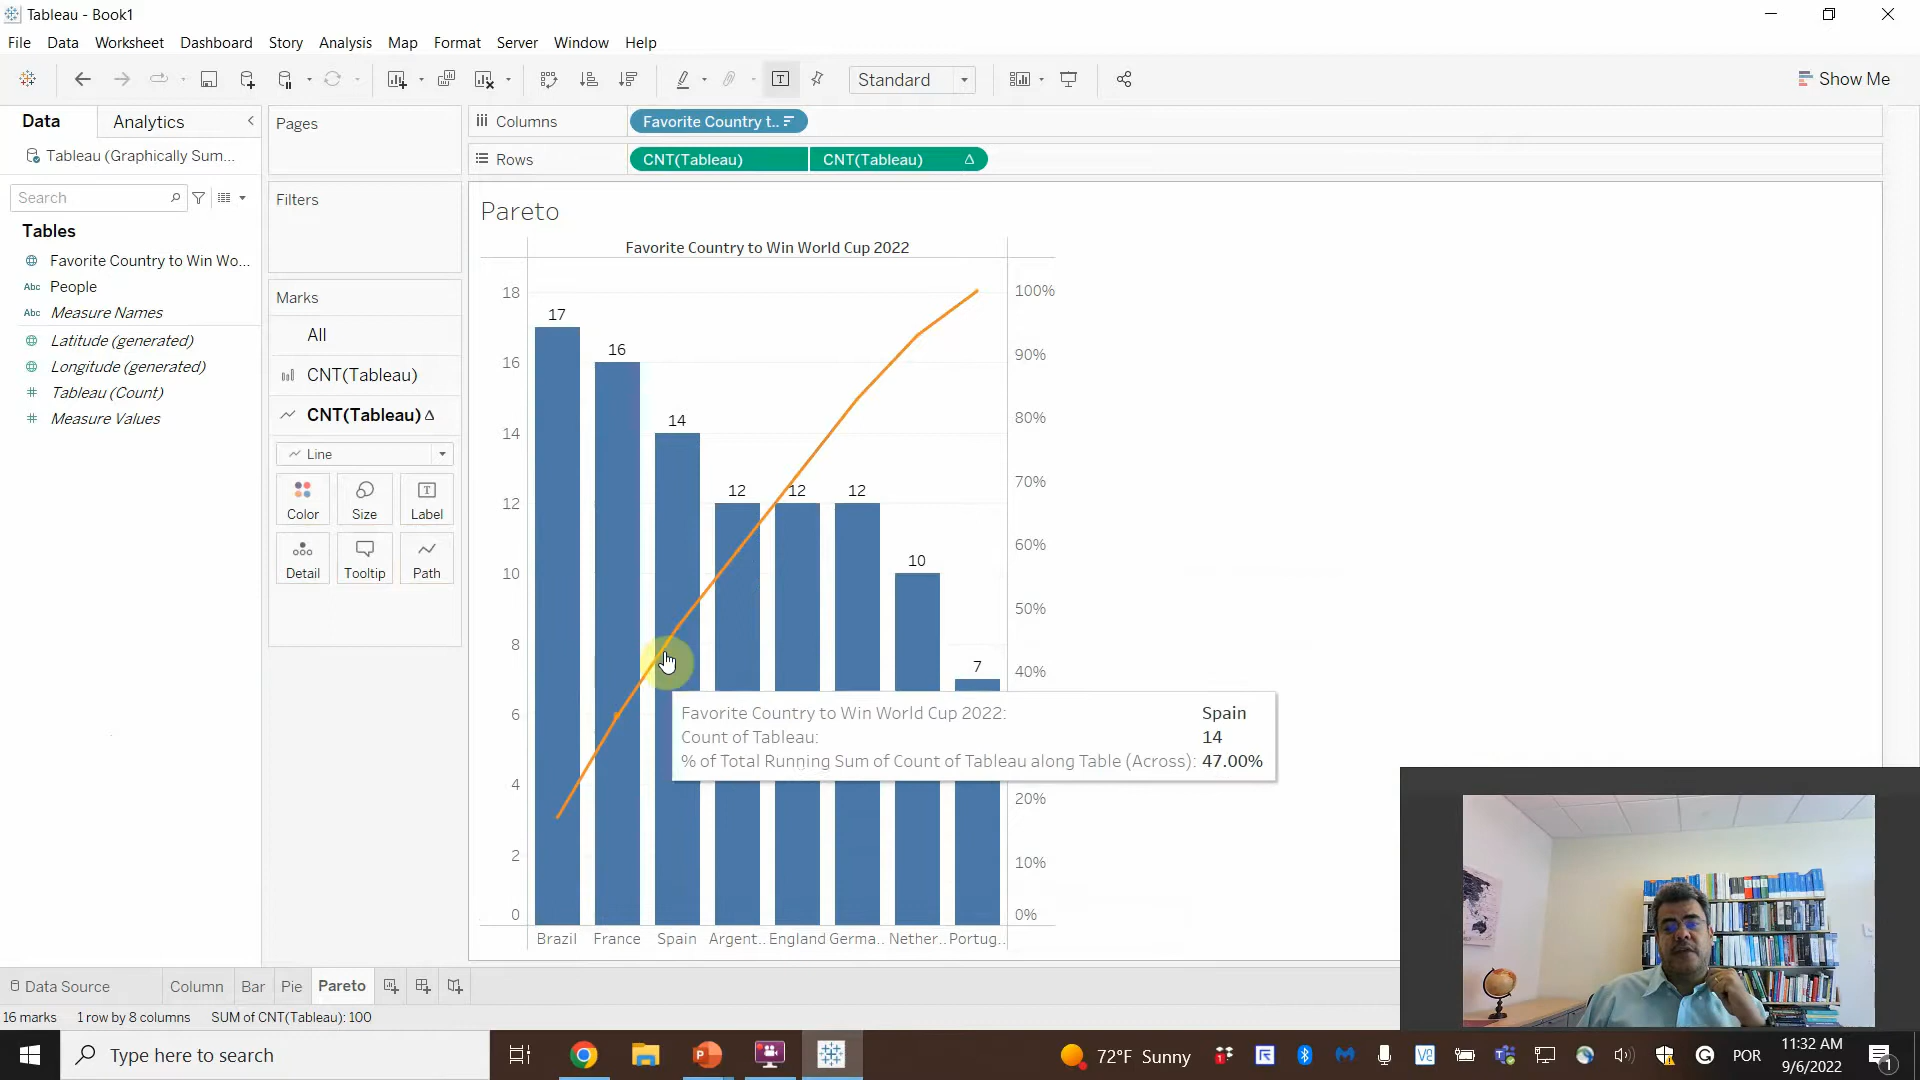 Tableau - Book1
File Data Worksheet Dashboard Story Analysis Map Format Server Window Help
Standard
Show Me
Data Analytics
Tableau (Graphically Sum...
Search
Tables
Favorite Country to Win Wo...
Abc People
Abc Measure Names
Latitude (generated)
Longitude (generated)
# Tableau (Count)
# Measure Values
Pages
Filters
Marks
All
CNT(Tableau)
CNT(Tableau) Δ
Line
Color Size Label
Detail Tooltip Path
Columns Favorite Country t..
Rows CNT(Tableau) CNT(Tableau) Δ
Pareto
Favorite Country to Win World Cup 2022
18
16
14
12
10
8
6
4
2
0
17
16
14
12
12
12
10
7
100%
90%
80%
70%
60%
50%
40%
20%
10%
0%
Favorite Country to Win World Cup 2022: Spain
Count of Tableau: 14
% of Total Running Sum of Count of Tableau along Table (Across): 47.00%
Brazil France Spain Argent.. England Germa.. Nether.. Portug..
Data Source Column Bar Pie Pareto
16 marks 1 row by 8 columns SUM of CNT(Tableau): 100
Type here to search
72°F Sunny
POR
11:32 AM
9/6/2022
1